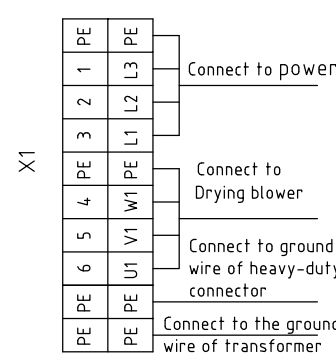 X1
PE PE
1 L3
2 L2
3 L1
PE PE
4 W1
5 V1
6 U1
PE PE
PE PE
Connect to power
Connect to
Drying blower
Connect to ground
wire of heavy-duty
connector
Connect to the ground
wire of transformer